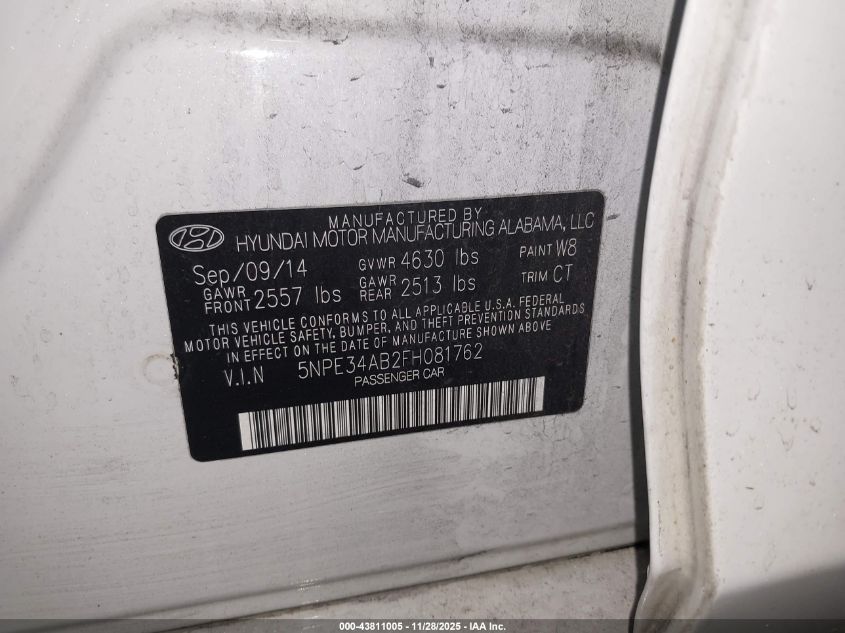 MANUFACTURED BY
HYUNDAI MOTOR MANUFACTURING ALABAMA, LLC
Sep/09/14 GVWR 4630 lbs PAINT W8
GAWR FRONT 2557 lbs GAWR REAR 2513 lbs TRIM CT
THIS VEHICLE CONFORMS TO ALL APPLICABLE U.S.A. FEDERAL
MOTOR VEHICLE SAFETY, BUMPER, AND THEFT PREVENTION STANDARDS
IN EFFECT ON THE DATE OF MANUFACTURE SHOWN ABOVE
V.I.N 5NPE34AB2FH081762
PASSENGER CAR
000-43811005 - 11/28/2025 - IAA Inc.